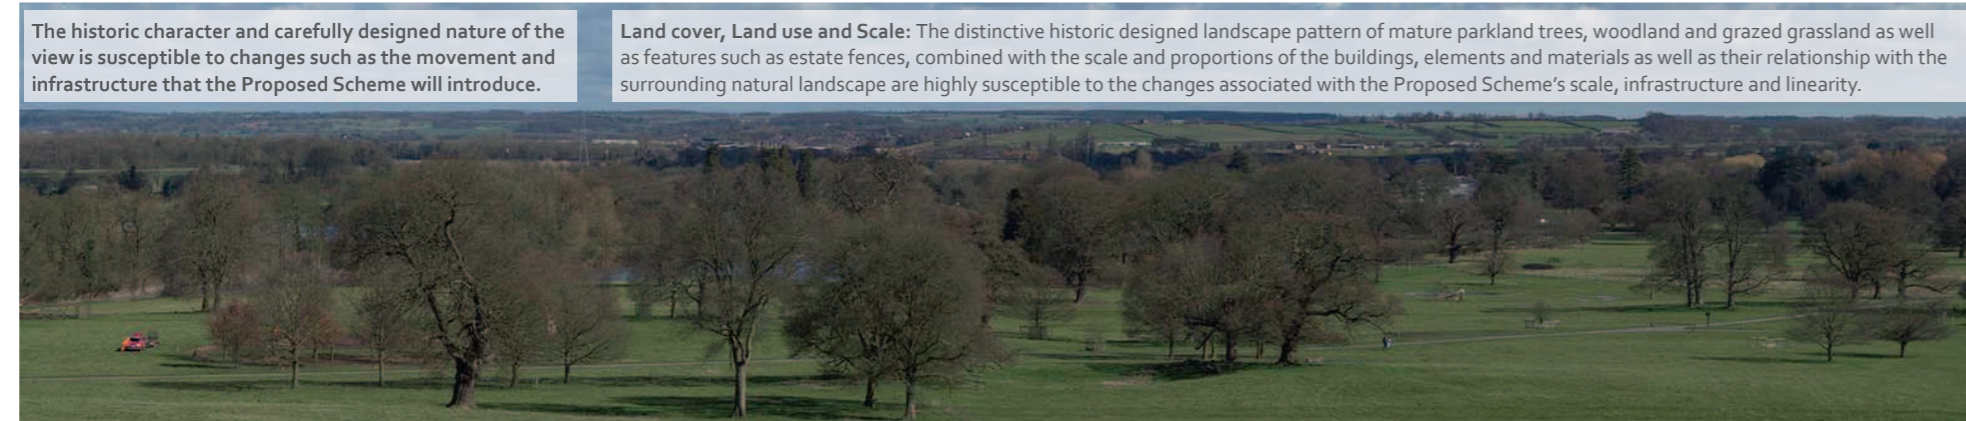 The historic character and carefully designed nature of the
view is susceptible to changes such as the movement and
infrastructure that the Proposed Scheme will introduce.
Land cover, Land use and Scale: The distinctive historic designed landscape pattern of mature parkland trees, woodland and grazed grassland as well
as features such as estate fences, combined with the scale and proportions of the buildings, elements and materials as well as their relationship with the
surrounding natural landscape are highly susceptible to the changes associated with the Proposed Scheme’s scale, infrastructure and linearity.